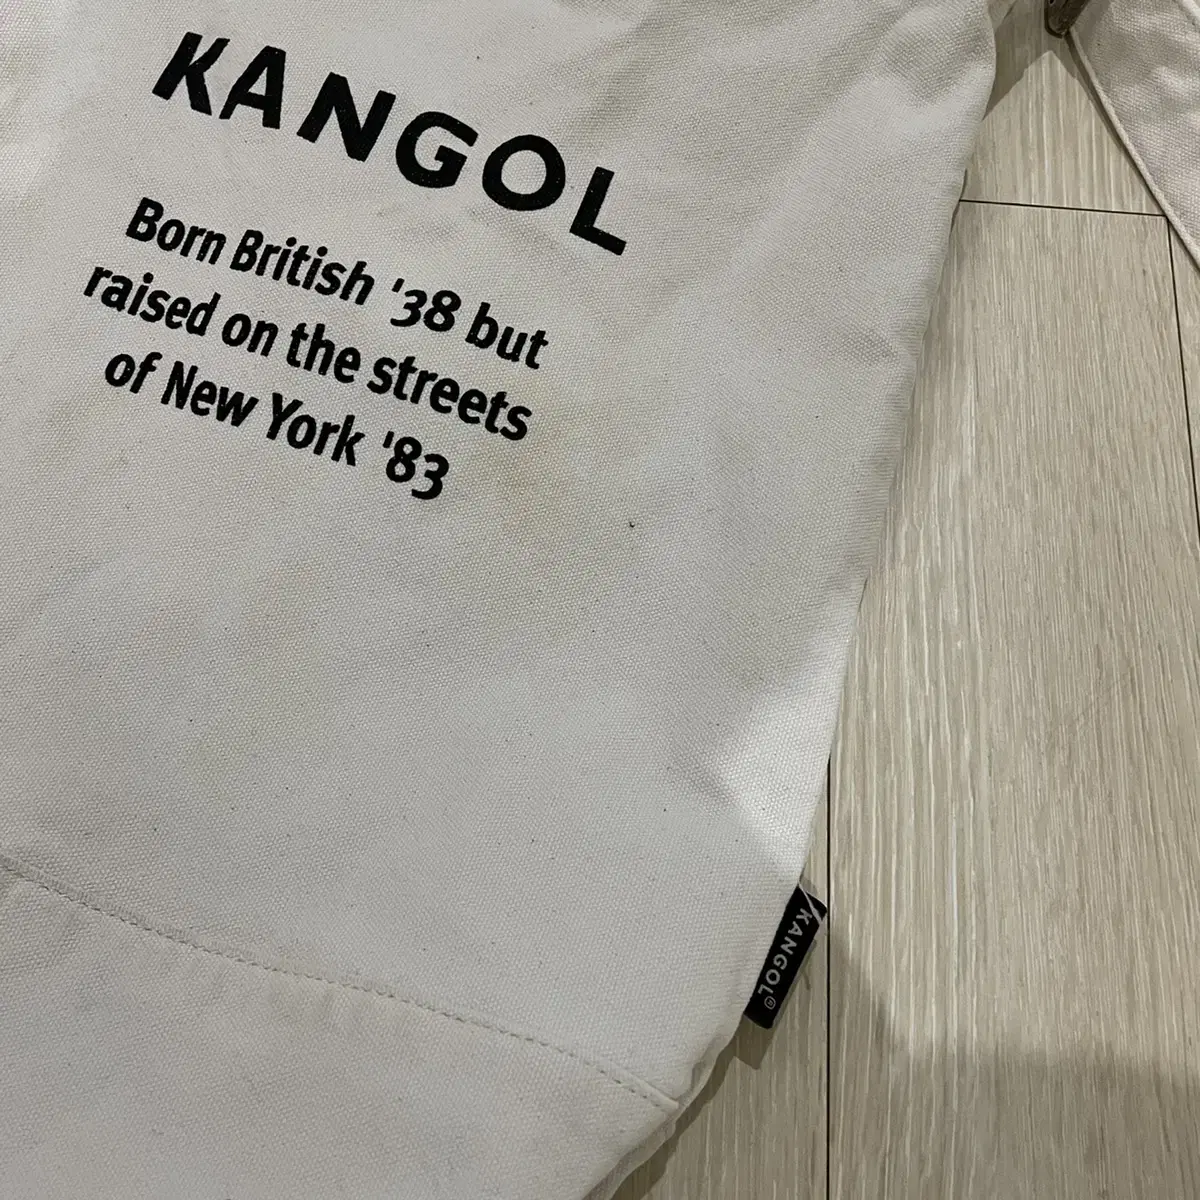 KANGOL
Born British '38 but
raised on the streets
of New York '83
KANGOL®